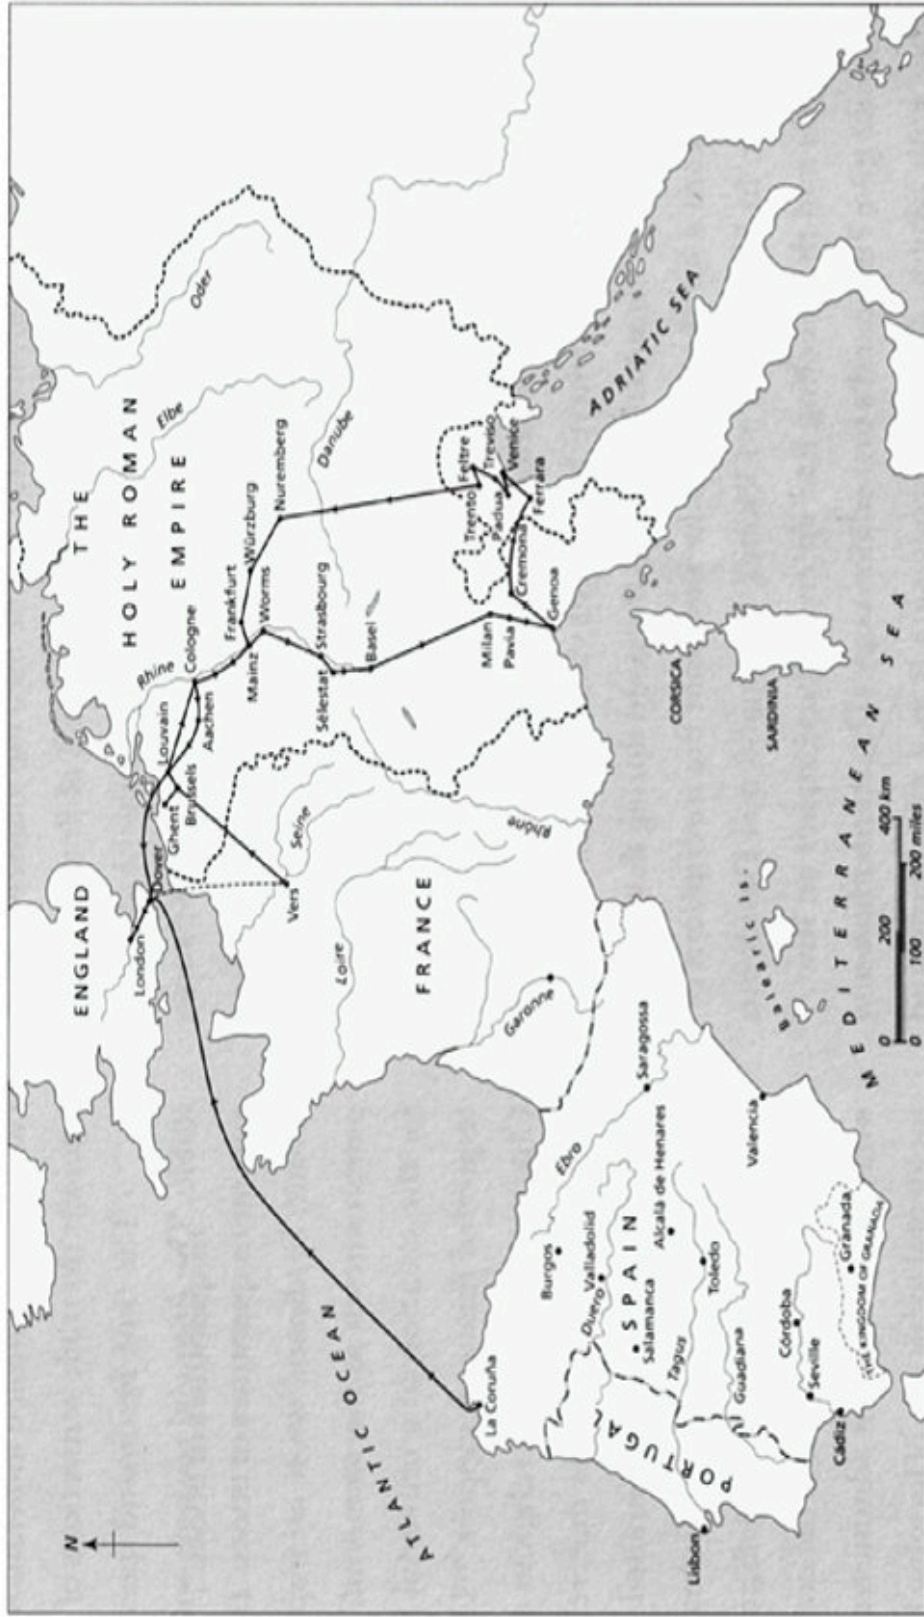 N
ATLANTIC OCEAN
ENGLAND
London
Dover
THE
HOLY ROMAN
EMPIRE
Rhine
Elbe
Oder
Danube
Louvain
Ghent
Brussels
Aachen
Cologne
Frankfurt
Mainz
Worms
Würzburg
Nuremberg
Strasbourg
Sélestat
Basel
Seine
Vers
Loire
FRANCE
Rhône
Garonne
Milan
Pavia
Genoa
Cremona
Trento
Feltre
Treviso
Padua
Venice
Ferrara
ADRIATIC SEA
CORSICA
SARDINIA
La Coruña
Burgos
Ebro
Saragossa
Duero
Valladolid
SPAIN
Salamanca
Alcalá de Henares
Tagus
Toledo
PORTUGA
Lisbon
Guadiana
Valencia
Córdoba
Seville
Cadiz
Granada
THE KINGDOM OF GRANADA
Balearic Is.
MEDITERRANEAN SEA
0 200 400 km
0 100 200 miles